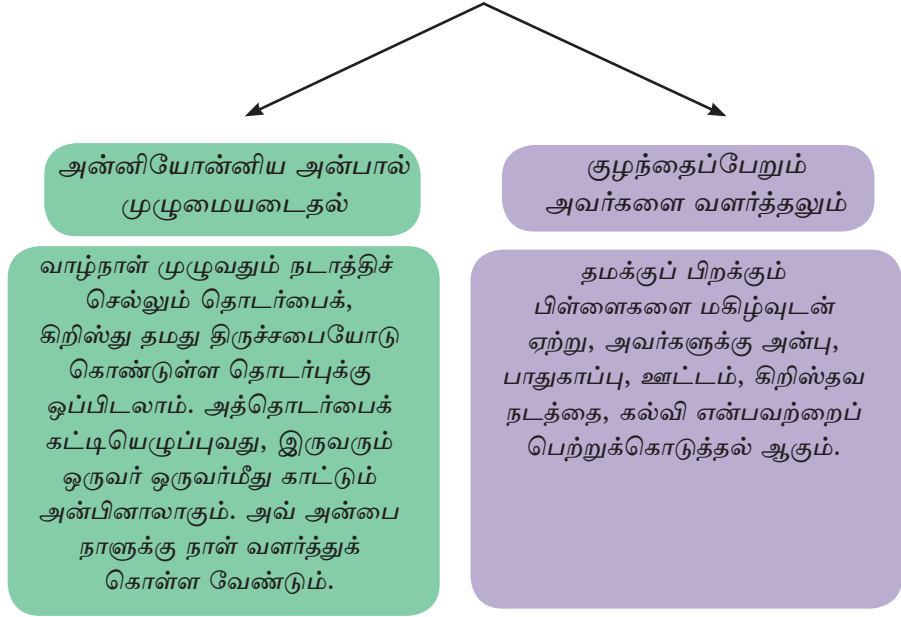 அன்னியோன்னிய அன்பால்
முழுமையடைதல்
வாழ்நாள் முழுவதும் நடாத்திச்
செல்லும் தொடர்பைக்,
கிறிஸ்து தமது திருச்சபையோடு
கொண்டுள்ள தொடர்புக்கு
ஒப்பிடலாம். அத்தொடர்பைக்
கட்டியெழுப்புவது, இருவரும்
ஒருவர் ஒருவர்மீது காட்டும்
அன்பினாலாகும். அவ் அன்பை
நாளுக்கு நாள் வளர்த்துக்
கொள்ள வேண்டும்.
குழந்தைப்பேறும்
அவர்களை வளர்த்தலும்
தமக்குப் பிறக்கும்
பிள்ளைகளை மகிழ்வுடன்
ஏற்று, அவர்களுக்கு அன்பு,
பாதுகாப்பு, ஊட்டம், கிறிஸ்தவ
நடத்தை, கல்வி என்பவற்றைப்
பெற்றுக்கொடுத்தல் ஆகும்.